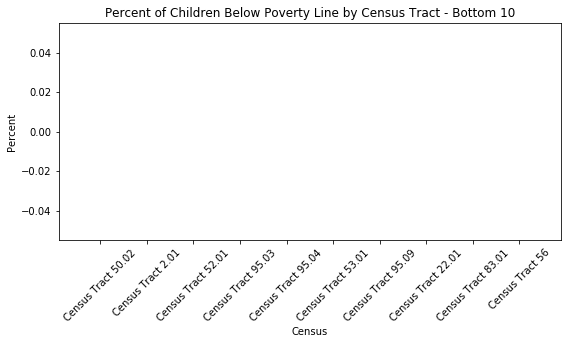 Percent of Children Below Poverty Line by Census Tract - Bottom 10
0.04
0.02
0.00
−0.02
−0.04
Percent
Census Tract 50.02
Census Tract 2.01
Census Tract 52.01
Census Tract 95.03
Census Tract 95.04
Census Tract 53.01
Census Tract 95.09
Census Tract 22.01
Census Tract 83.01
Census Tract 56
Census